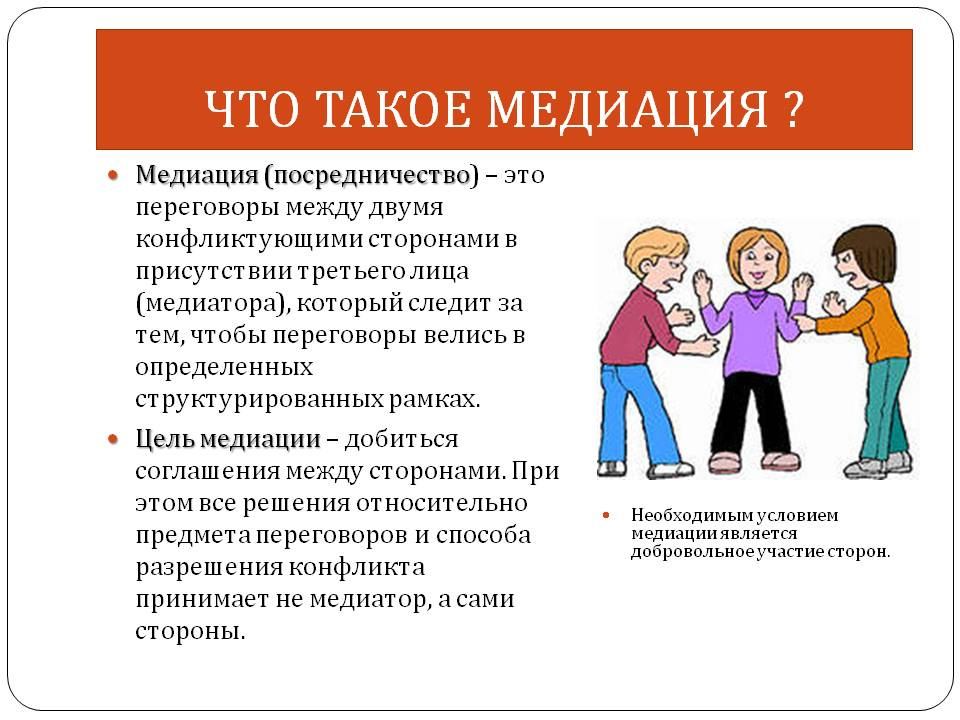 ЧТО ТАКОЕ МЕДИАЦИЯ ?
• Медиация (посредничество) – это
переговоры между двумя
конфликтующими сторонами в
присутствии третьего лица
(медиатора), который следит за
тем, чтобы переговоры велись в
определенных
структурированных рамках.
• Цель медиации – добиться
соглашения между сторонами. При
этом все решения относительно
предмета переговоров и способа
разрешения конфликта
принимает не медиатор, а сами
стороны.
• Необходимым условием
медиации является
добровольное участие сторон.